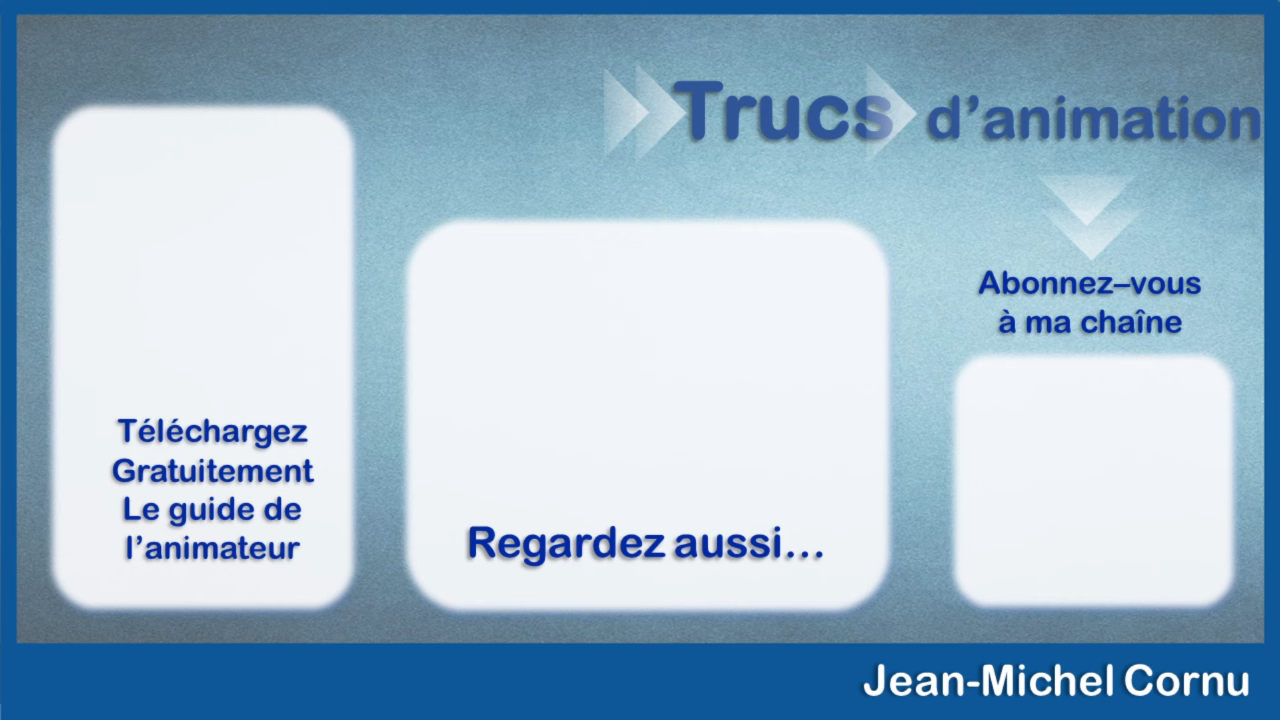 Trucs d’animation
Abonnez–vous
à ma chaîne
Téléchargez
Gratuitement
Le guide de
l’animateur
Regardez aussi…
Jean-Michel Cornu